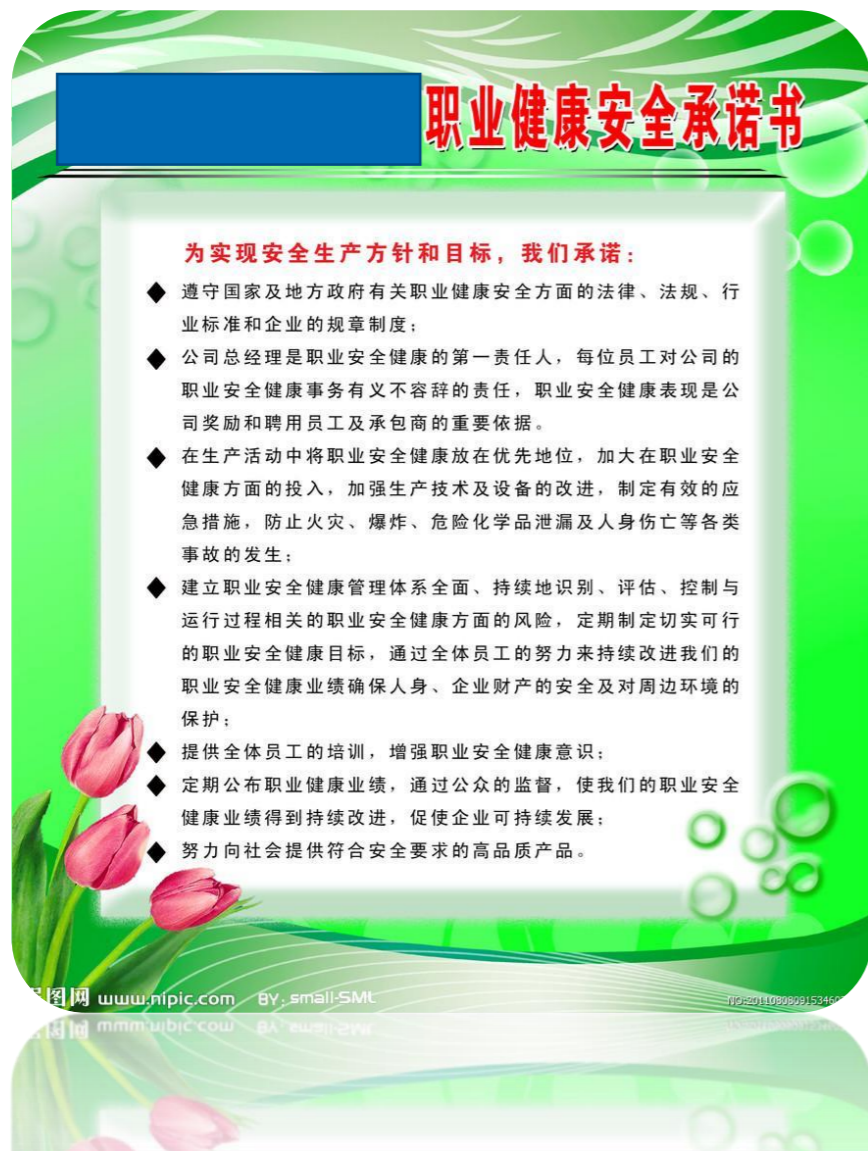 职业健康安全承诺书
为实现安全生产方针和目标，我们承诺：
◆ 遵守国家及地方政府有关职业健康安全方面的法律、法规、行
业标准和企业的规章制度；
◆ 公司总经理是职业安全健康的第一责任人，每位员工对公司的
职业安全健康事务有义不容辞的责任，职业安全健康表现是公
司奖励和聘用员工及承包商的重要依据。
◆ 在生产活动中将职业安全健康放在优先地位，加大在职业安全
健康方面的投入，加强生产技术及设备的改进，制定有效的应
急措施，防止火灾、爆炸、危险化学品泄漏及人身伤亡等各类
事故的发生；
◆ 建立职业安全健康管理体系全面、持续地识别、评估、控制与
运行过程相关的职业安全健康方面的风险，定期制定切实可行
的职业安全健康目标，通过全体员工的努力来持续改进我们的
职业安全健康业绩确保人身、企业财产的安全及对周边环境的
保护；
◆ 提供全体员工的培训，增强职业安全健康意识；
◆ 定期公布职业健康业绩，通过公众的监督，使我们的职业安全
健康业绩得到持续改进，促使企业可持续发展；
◆ 努力向社会提供符合安全要求的高品质产品。
图网 www.nipic.com BY: small-SML